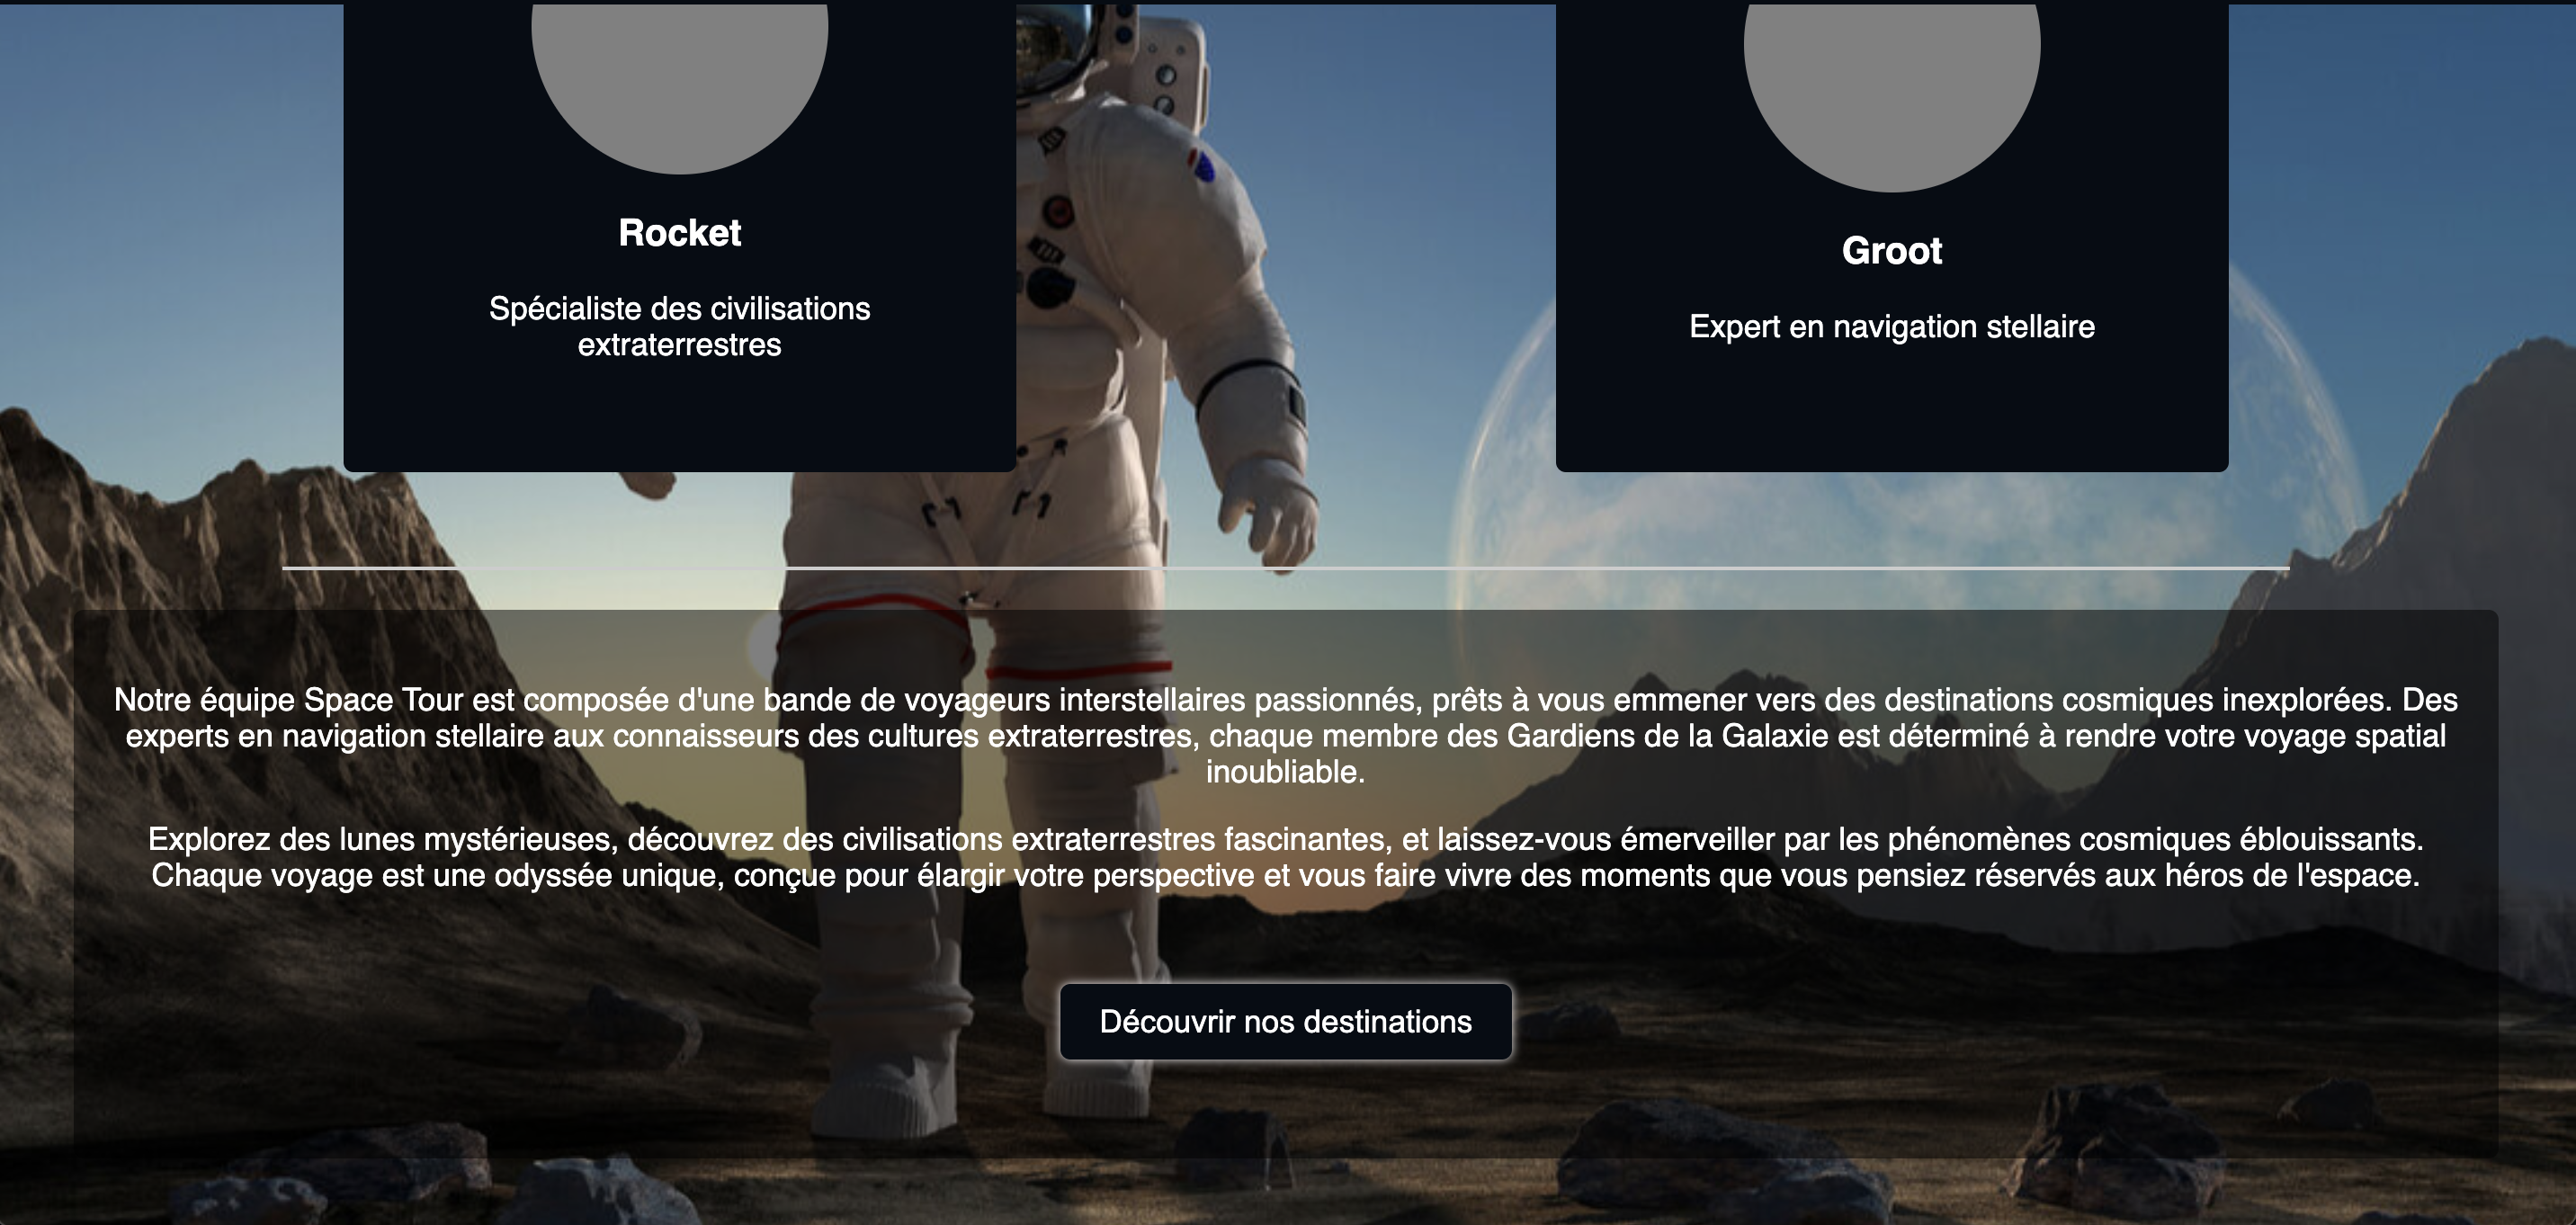 Rocket
Spécialiste des civilisations
extraterrestres
Groot
Expert en navigation stellaire
Notre équipe Space Tour est composée d'une bande de voyageurs interstellaires passionnés, prêts à vous emmener vers des destinations cosmiques inexplorées. Des
experts en navigation stellaire aux connaisseurs des cultures extraterrestres, chaque membre des Gardiens de la Galaxie est déterminé à rendre votre voyage spatial
inoubliable.
Explorez des lunes mystérieuses, découvrez des civilisations extraterrestres fascinantes, et laissez-vous émerveiller par les phénomènes cosmiques éblouissants.
Chaque voyage est une odyssée unique, conçue pour élargir votre perspective et vous faire vivre des moments que vous pensiez réservés aux héros de l'espace.
Découvrir nos destinations